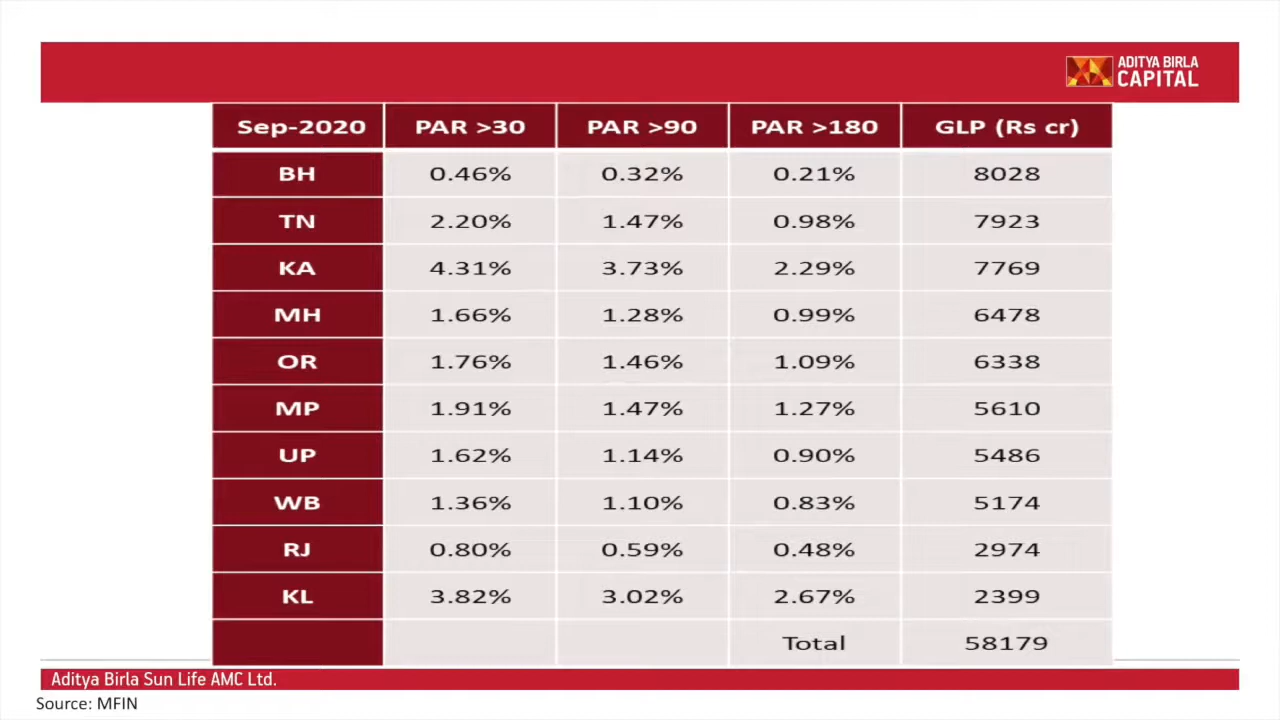 ADITYA BIRLA
CAPITAL
Sep-2020 PAR >30 PAR >90 PAR >180 GLP (Rs cr)
BH 0.46% 0.32% 0.21% 8028
TN 2.20% 1.47% 0.98% 7923
KA 4.31% 3.73% 2.29% 7769
MH 1.66% 1.28% 0.99% 6478
OR 1.76% 1.46% 1.09% 6338
MP 1.91% 1.47% 1.27% 5610
UP 1.62% 1.14% 0.90% 5486
WB 1.36% 1.10% 0.83% 5174
RJ 0.80% 0.59% 0.48% 2974
KL 3.82% 3.02% 2.67% 2399
Total 58179
Aditya Birla Sun Life AMC Ltd.
Source: MFIN